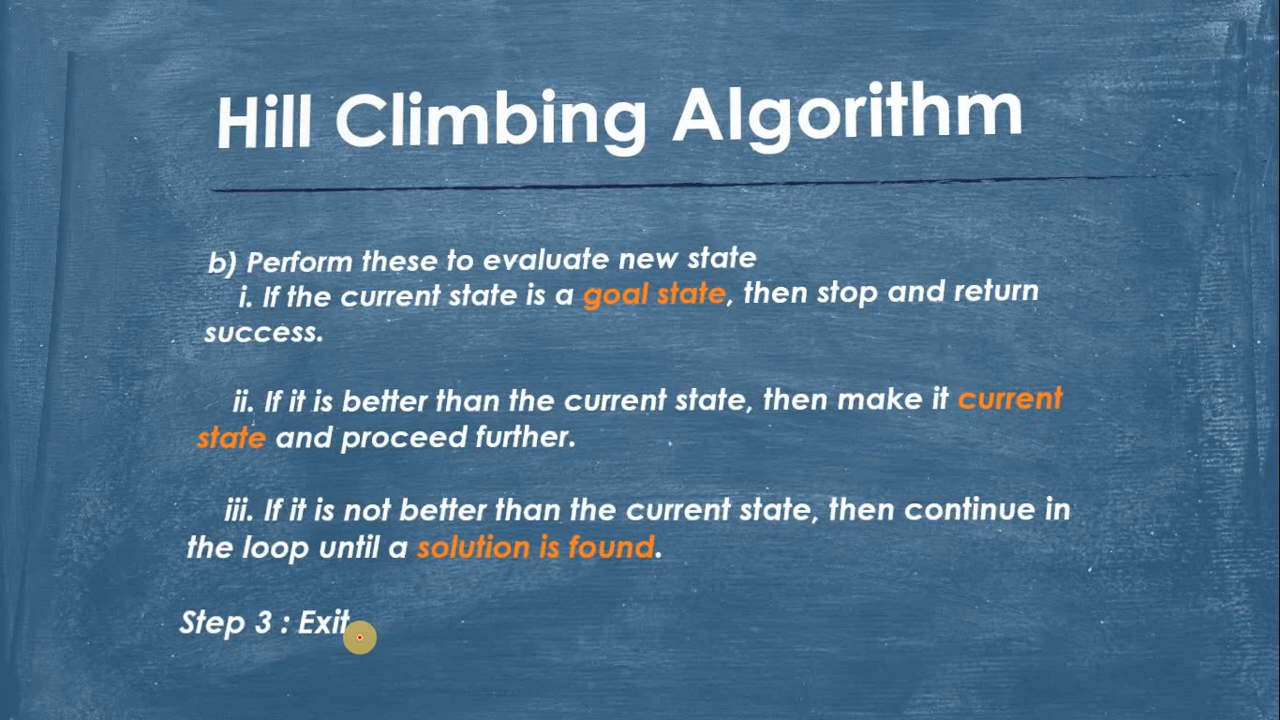 Hill Climbing Algorithm
b) Perform these to evaluate new state
i. If the current state is a goal state, then stop and return
success.
ii. If it is better than the current state, then make it current
state and proceed further.
iii. If it is not better than the current state, then continue in
the loop until a solution is found.
Step 3 : Exit